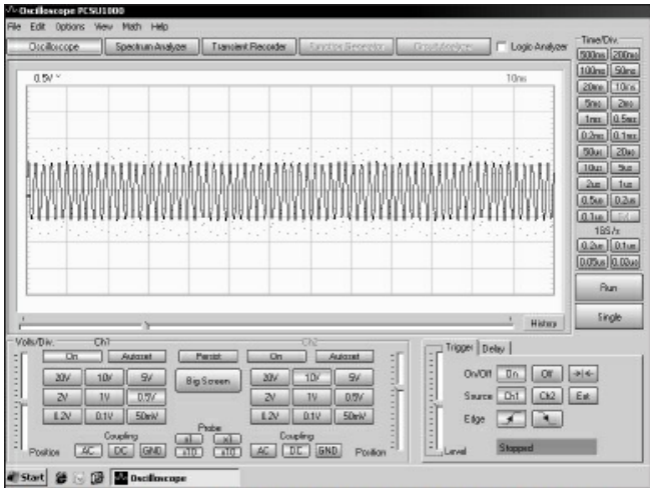 Oscilloscope PCSU1000
File Edit Options View Math Help
Oscilloscope Spectrum Analyzer Transient Recorder Function Generator Circuit Analyzer Logic Analyzer
0.5V ~ 10ns
Time/Div.
500ms 200ms
100ms 50ms
20ms 10ms
5ms 2ms
1ms 0.5ms
0.2ms 0.1ms
50us 20us
10us 5us
2us 1us
0.5us 0.2us
0.1us
1GS/s
0.2us 0.1us
0.05us 0.02us
Run
Single
History
Volts/Div. Ch1 Ch2
On Autoset Persist On Autoset
20V 10V 5V Big Screen 20V 10V 5V
2V 1V 0.5V 2V 1V 0.5V
0.2V 0.1V 50mV 0.2V 0.1V 50mV
Probe
Coupling x1 x1 Coupling
Position AC DC GND x10 x10 AC DC GND Position
Trigger Delay
On/Off On Off
Source Ch1 Ch2 Ext
Edge
Level Stopped
Start Oscilloscope